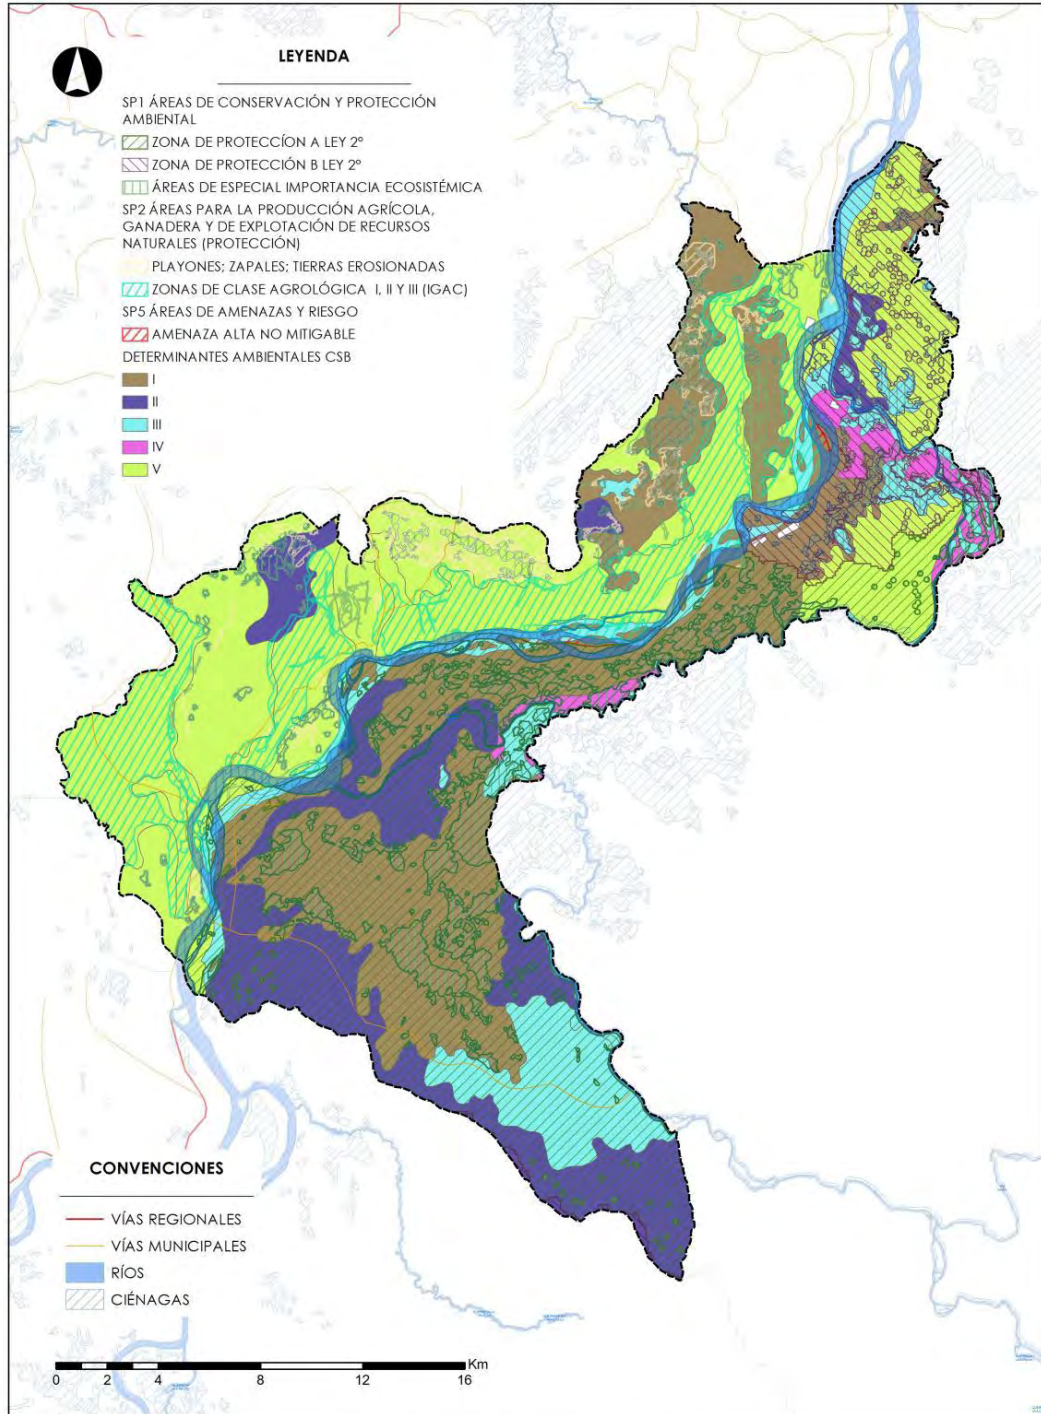 LEYENDA
SP1 ÁREAS DE CONSERVACIÓN Y PROTECCIÓN
AMBIENTAL
ZONA DE PROTECCÍON A LEY 2º
ZONA DE PROTECCIÓN B LEY 2º
ÁREAS DE ESPECIAL IMPORTANCIA ECOSISTÉMICA
SP2 ÁREAS PARA LA PRODUCCIÓN AGRÍCOLA,
GANADERA Y DE EXPLOTACIÓN DE RECURSOS
NATURALES (PROTECCIÓN)
PLAYONES; ZAPALES; TIERRAS EROSIONADAS
ZONAS DE CLASE AGROLÓGICA I, II Y III (IGAC)
SP5 ÁREAS DE AMENAZAS Y RIESGO
AMENAZA ALTA NO MITIGABLE
DETERMINANTES AMBIENTALES CSB
I
II
III
IV
V
CONVENCIONES
VÍAS REGIONALES
VÍAS MUNICIPALES
RÍOS
CIÉNAGAS
Km
0 2 4 8 12 16